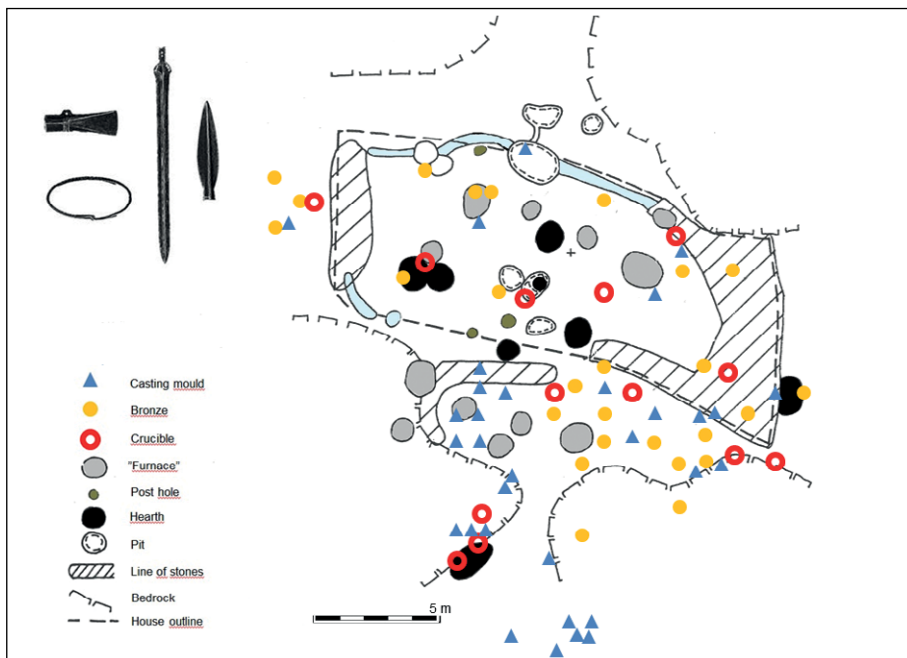 Casting mould
Bronze
Crucible
"Furnace"
Post hole
Hearth
Pit
Line of stones
Bedrock
House outline
5 m